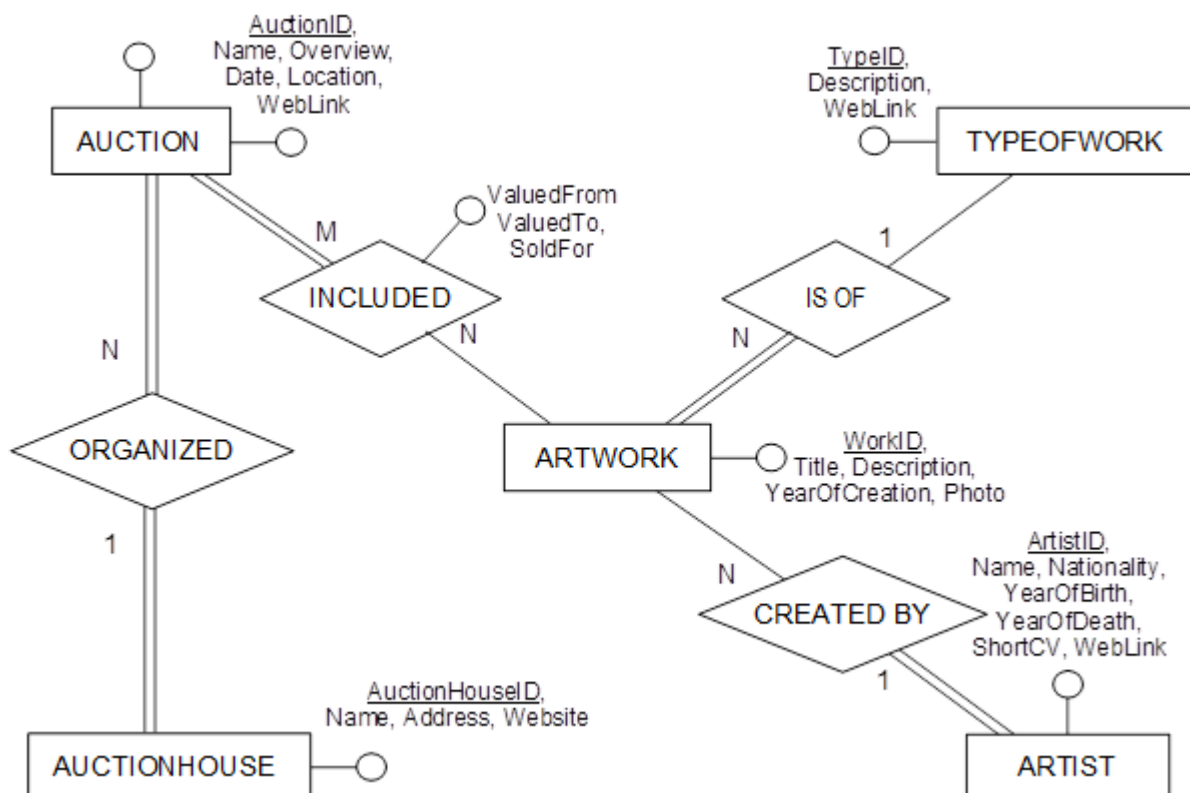 AuctionID,
Name, Overview,
Date, Location,
WebLink
AUCTION
TypeID,
Description,
WebLink
TYPEOFWORK
ValuedFrom
ValuedTo,
SoldFor
M
INCLUDED
N
1
IS OF
N
N
ORGANIZED
1
ARTWORK
WorkID,
Title, Description,
YearOfCreation, Photo
N
CREATED BY
1
ArtistID,
Name, Nationality,
YearOfBirth,
YearOfDeath,
ShortCV, WebLink
AuctionHouseID,
Name, Address, Website
AUCTIONHOUSE
ARTIST